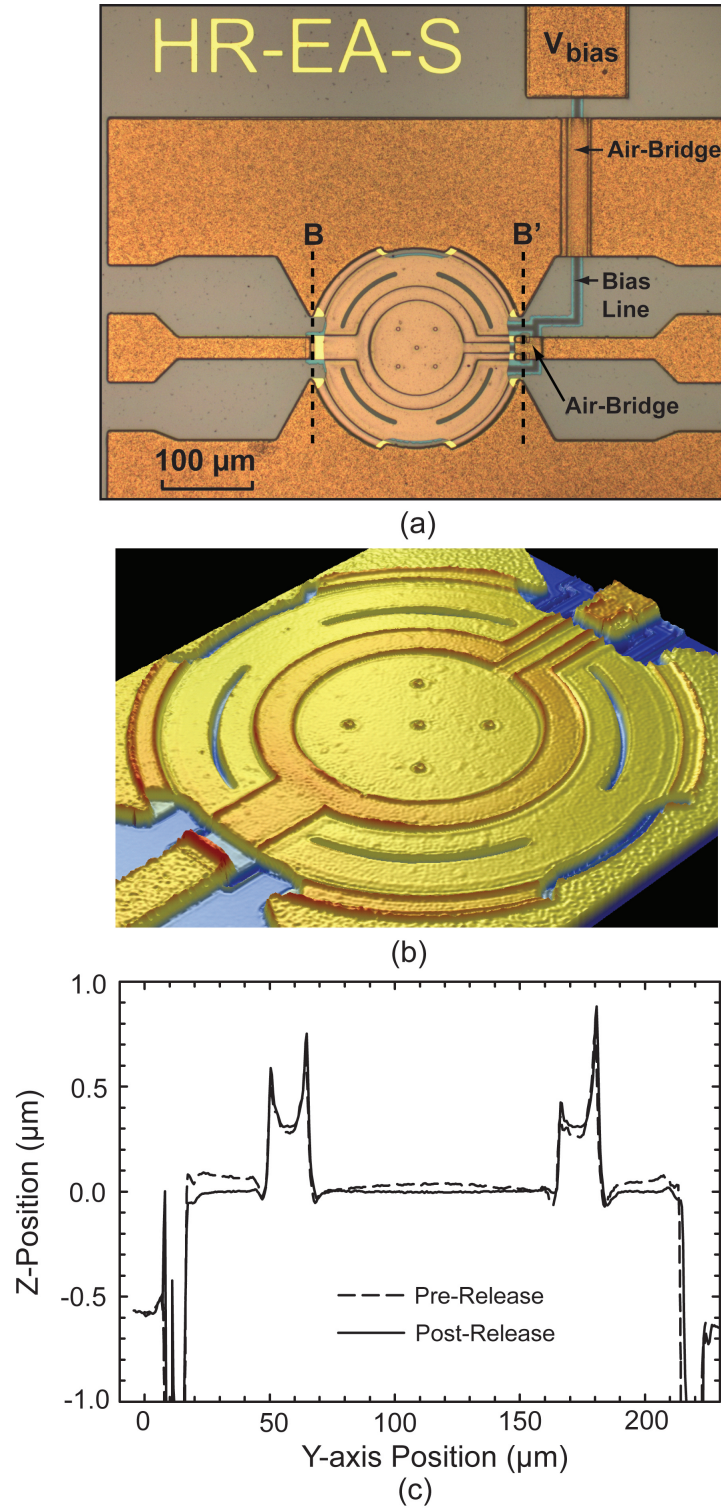 HR-EA-S
V bias
Air-Bridge
B
B’
Bias
Line
Air-Bridge
100 µm
(a)
(b)
1.0
0.5
0.0
-0.5
-1.0
Z-Position (µm)
Pre-Release
Post-Release
0
50
100
150
200
Y-axis Position (µm)
(c)